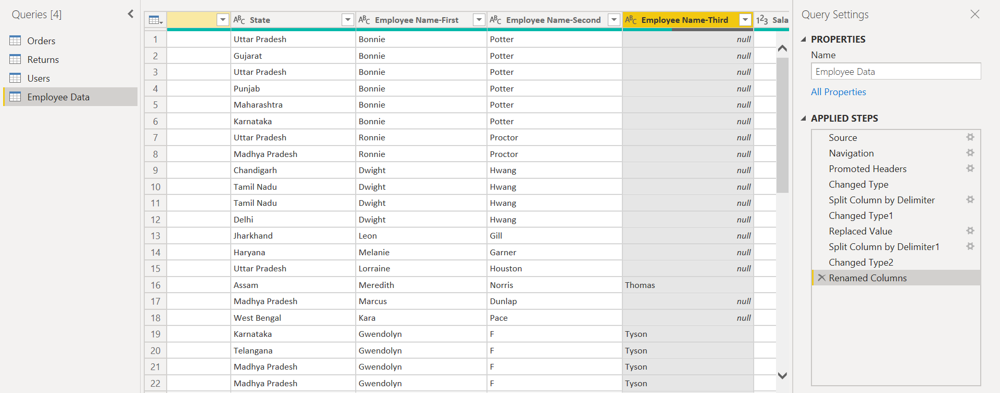 Queries [4]
Orders
Returns
Users
Employee Data
ABC State ABC Employee Name-First ABC Employee Name-Second ABC Employee Name-Third 123 Sala
1 Uttar Pradesh Bonnie Potter null
2 Gujarat Bonnie Potter null
3 Uttar Pradesh Bonnie Potter null
4 Punjab Bonnie Potter null
5 Maharashtra Bonnie Potter null
6 Karnataka Bonnie Potter null
7 Uttar Pradesh Ronnie Proctor null
8 Madhya Pradesh Ronnie Proctor null
9 Chandigarh Dwight Hwang null
10 Tamil Nadu Dwight Hwang null
11 Tamil Nadu Dwight Hwang null
12 Delhi Dwight Hwang null
13 Jharkhand Leon Gill null
14 Haryana Melanie Garner null
15 Uttar Pradesh Lorraine Houston null
16 Assam Meredith Norris Thomas
17 Madhya Pradesh Marcus Dunlap null
18 West Bengal Kara Pace null
19 Karnataka Gwendolyn F Tyson
20 Telangana Gwendolyn F Tyson
21 Madhya Pradesh Gwendolyn F Tyson
22 Madhya Pradesh Gwendolyn F Tyson
Query Settings
PROPERTIES
Name
Employee Data
All Properties
APPLIED STEPS
Source
Navigation
Promoted Headers
Changed Type
Split Column by Delimiter
Changed Type1
Replaced Value
Split Column by Delimiter1
Changed Type2
Renamed Columns